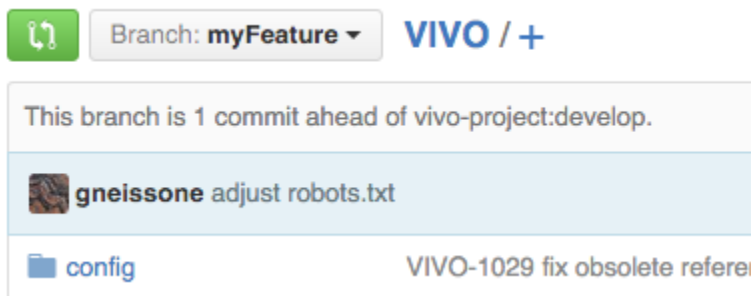 Branch: myFeature VIVO / +
This branch is 1 commit ahead of vivo-project:develop.
gneissone adjust robots.txt
config VIVO-1029 fix obsolete